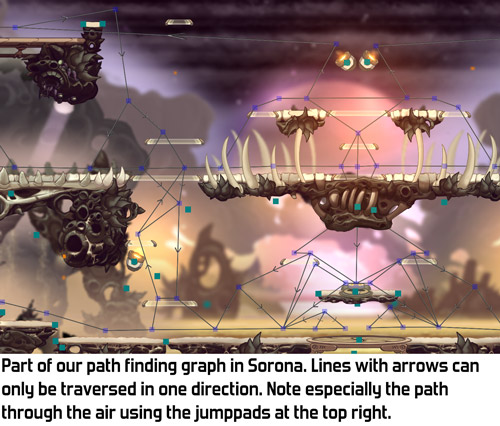 Part of our path finding graph in Sorona. Lines with arrows can
only be traversed in one direction. Note especially the path
through the air using the jumppads at the top right.